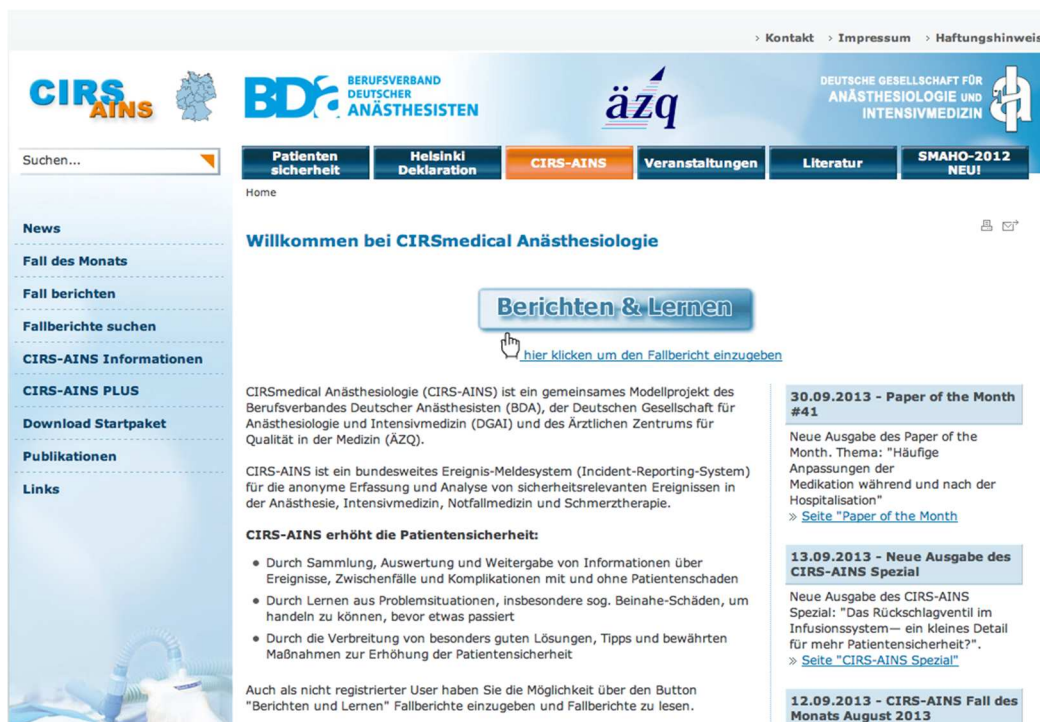 > Kontakt > Impressum > Haftungshinweis
CIRS
AINS
BDA BERUFSVERBAND
DEUTSCHER
ANÄSTHESISTEN
äzq
DEUTSCHE GESELLSCHAFT FÜR
ANÄSTHESIOLOGIE UND
INTENSIVMEDIZIN
Suchen...
Patienten
sicherheit
Helsinki
Deklaration
CIRS-AINS
Veranstaltungen
Literatur
SMAHO-2012
NEU!
Home
News
Fall des Monats
Fall berichten
Fallberichte suchen
CIRS-AINS Informationen
CIRS-AINS PLUS
Download Startpaket
Publikationen
Links
Willkommen bei CIRSmedical Anästhesiologie
Berichten & Lernen
hier klicken um den Fallbericht einzugeben
CIRSmedical Anästhesiologie (CIRS-AINS) ist ein gemeinsames Modellprojekt des
Berufsverbandes Deutscher Anästhesisten (BDA), der Deutschen Gesellschaft für
Anästhesiologie und Intensivmedizin (DGAI) und des Ärztlichen Zentrums für
Qualität in der Medizin (ÄZQ).
CIRS-AINS ist ein bundesweites Ereignis-Meldesystem (Incident-Reporting-System)
für die anonyme Erfassung und Analyse von sicherheitsrelevanten Ereignissen in
der Anästhesie, Intensivmedizin, Notfallmedizin und Schmerztherapie.
CIRS-AINS erhöht die Patientensicherheit:
• Durch Sammlung, Auswertung und Weitergabe von Informationen über
Ereignisse, Zwischenfälle und Komplikationen mit und ohne Patientenschaden
• Durch Lernen aus Problemsituationen, insbesondere sog. Beinahe-Schäden, um
handeln zu können, bevor etwas passiert
• Durch die Verbreitung von besonders guten Lösungen, Tipps und bewährten
Maßnahmen zur Erhöhung der Patientensicherheit
Auch als nicht registrierter User haben Sie die Möglichkeit über den Button
"Berichten und Lernen" Fallberichte einzugeben und Fallberichte zu lesen.
30.09.2013 - Paper of the Month
#41
Neue Ausgabe des Paper of the
Month. Thema: "Häufige
Anpassungen der
Medikation während und nach der
Hospitalisation"
» Seite "Paper of the Month
13.09.2013 - Neue Ausgabe des
CIRS-AINS Spezial
Neue Ausgabe des CIRS-AINS
Spezial: "Das Rückschlagventil im
Infusionssystem— ein kleines Detail
für mehr Patientensicherheit?".
» Seite "CIRS-AINS Spezial"
12.09.2013 - CIRS-AINS Fall des
Monats August 2013